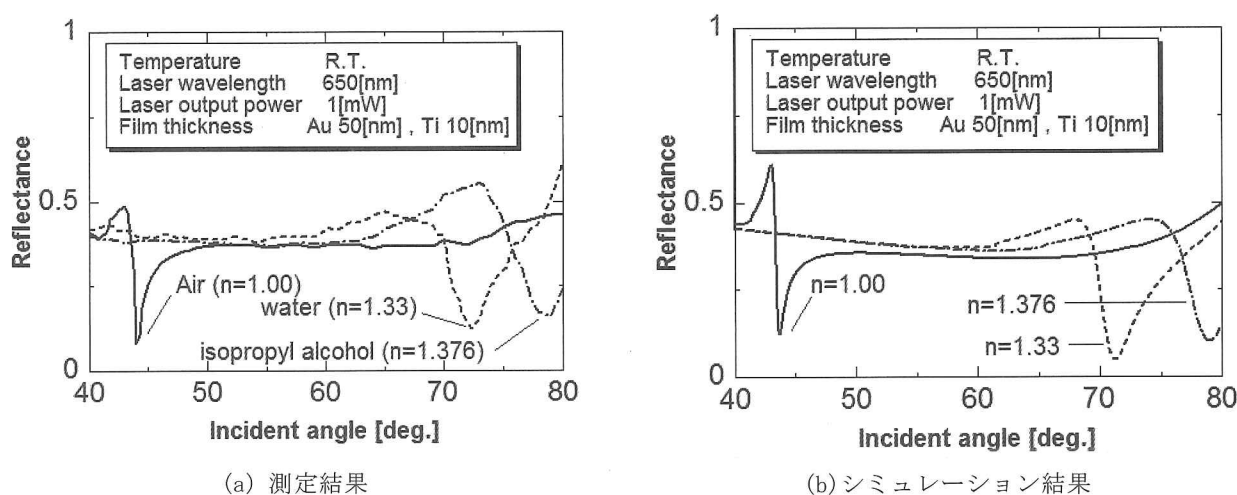 1
Temperature R.T.
Laser wavelength 650[nm]
Laser output power 1[mW]
Film thickness Au 50[nm] , Ti 10[nm]
Reflectance
0.5
Air (n=1.00)
water (n=1.33)
isopropyl alcohol (n=1.376)
0
40 50 60 70 80
Incident angle [deg.]
(a) 測定結果
1
Temperature R.T.
Laser wavelength 650[nm]
Laser output power 1[mW]
Film thickness Au 50[nm] , Ti 10[nm]
Reflectance
0.5
n=1.00
n=1.376
n=1.33
0
40 50 60 70 80
Incident angle [deg.]
(b)シミュレーション結果